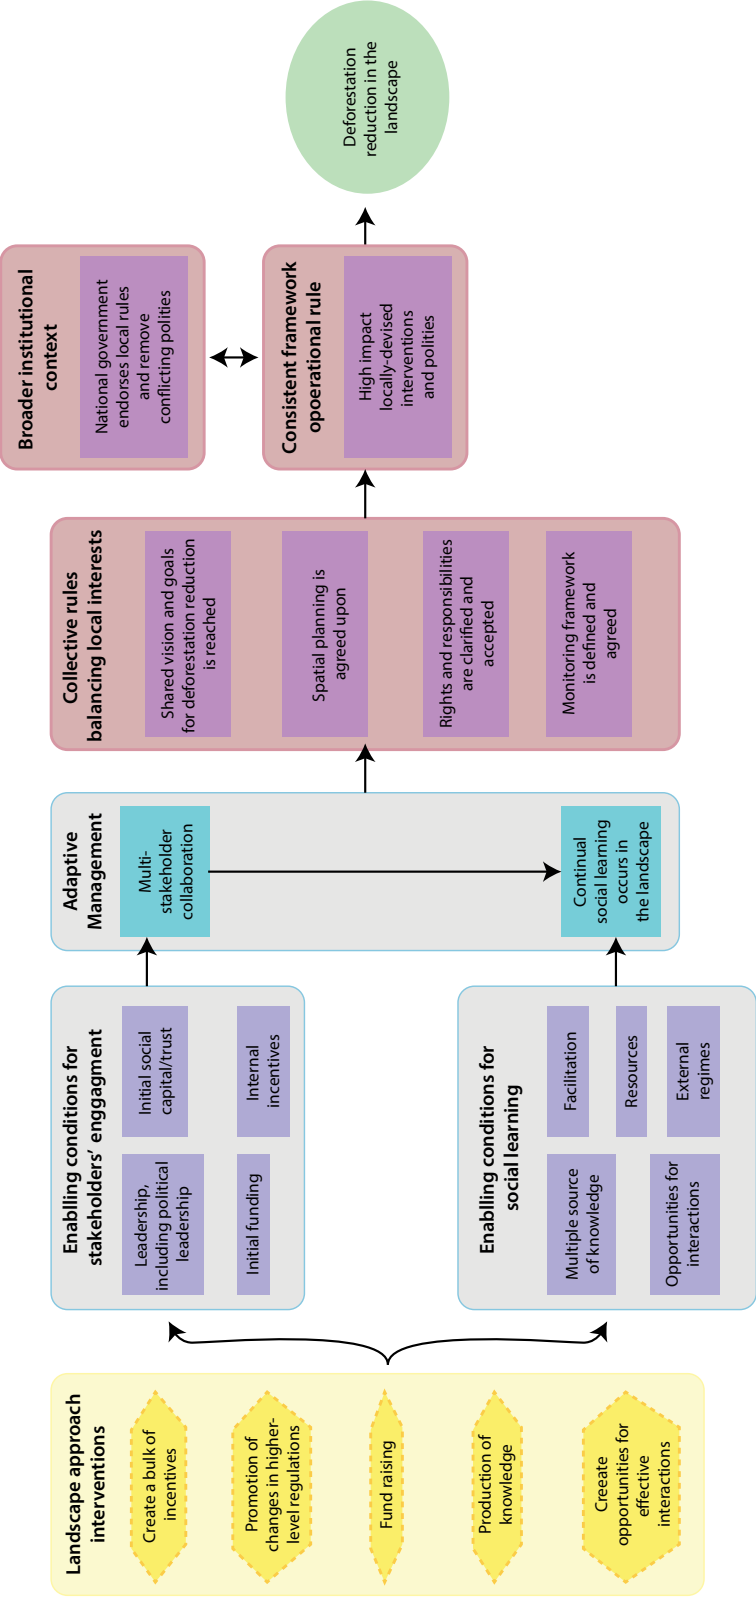 Landscape approach
interventions
Create a bulk of
incentives
Promotion of
changes in higher-
level regulations
Fund raising
Production of
knowledge
Creeate
opportunities for
effective
interactions
Enablling conditions for
stakeholders’ enggagment
Leadership,
including political
leadership
Initial social
capital/trust
Initial funding
Internal
incentives
Enablling conditions for
social learning
Multiple source
of knowledge
Facilitation
Resources
Opportunities for
interactions
External
regimes
Adaptive
Management
Multi-
stakeholder
collaboration
Continual
social learning
occurs in
the landscape
Collective rules
balancing local interests
Shared vision and goals
for deforestation reduction
is reached
Spatial planning is
agreed upon
Rights and responsibilities
are clarified and
accepted
Monitoring framework
is defined and
agreed
Broader institutional
context
National government
endorses local rules
and remove
conflicting polities
Consistent framework
opoerational rule
High impact
locally-devised
interventions
and polities
Deforestation
reduction in the
landscape